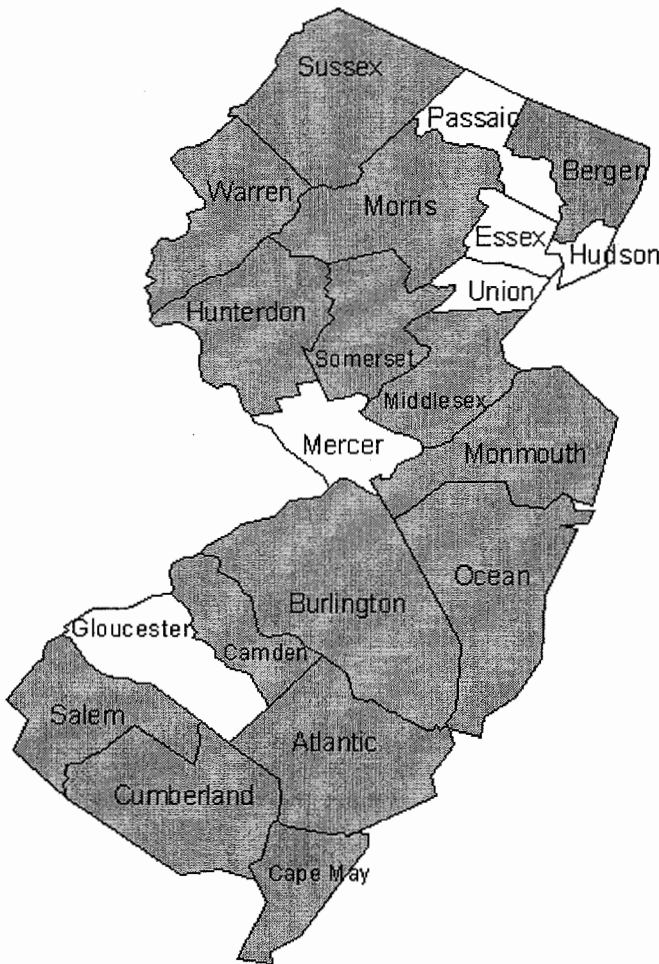 Sussex
Passaic
Bergen
Warren
Morris
Essex
Hudson
Union
Hunterdon
Somerset
Middlesex
Mercer
Monmouth
Ocean
Burlington
Gloucester
Camden
Salem
Atlantic
Cumberland
Cape May